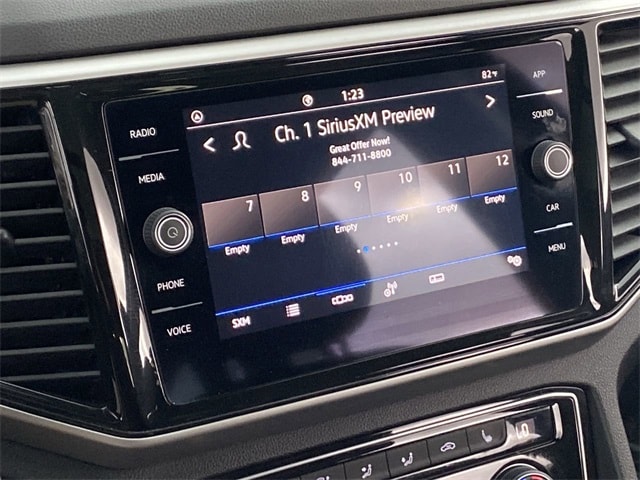 1:23
82°F
Ch. 1 SiriusXM Preview
Great Offer Now!
844-711-8800
7 8 9 10 11 12
Empty Empty Empty Empty Empty Empty
SXM
RADIO
MEDIA
PHONE
VOICE
APP
SOUND
CAR
MENU
LO